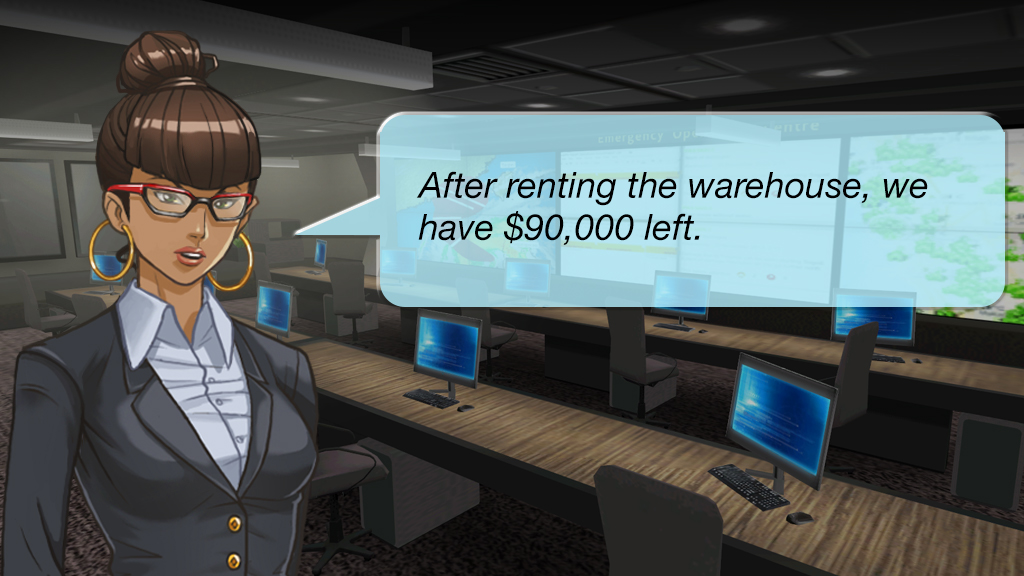 After renting the warehouse, we
have $90,000 left.